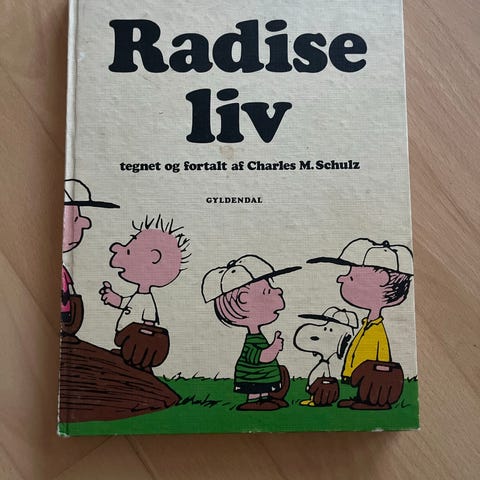 Radise
liv
tegnet og fortalt af Charles M. Schulz
GYLDENDAL